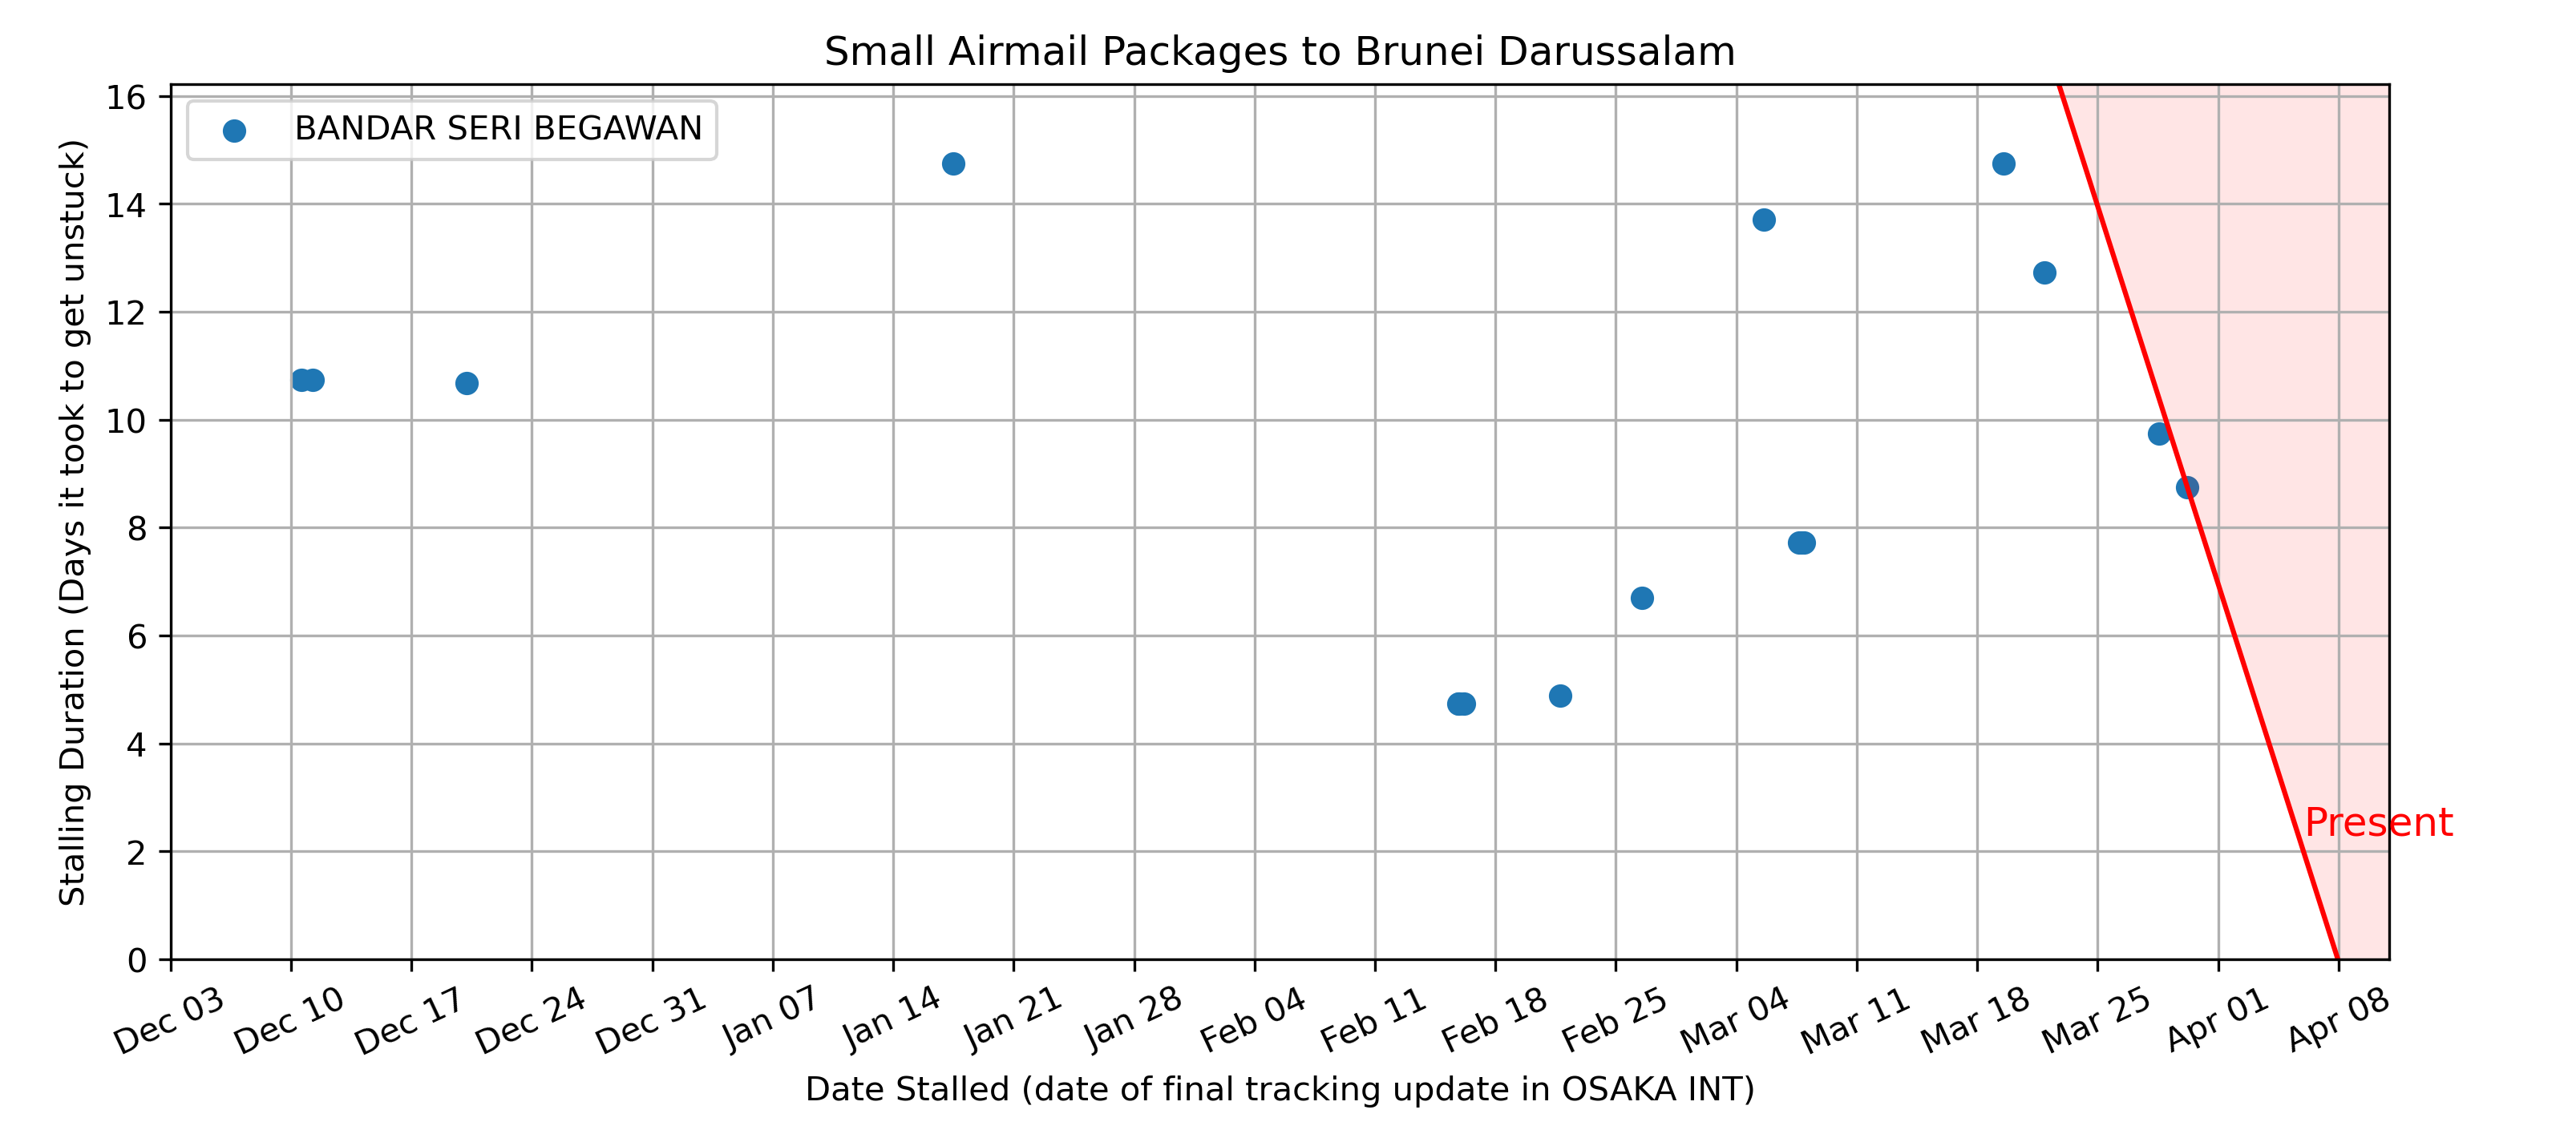 Small Airmail Packages to Brunei Darussalam
BANDAR SERI BEGAWAN
Stalling Duration (Days it took to get unstuck)
16
14
12
10
8
6
4
2
0
Present
Dec 03
Dec 10
Dec 17
Dec 24
Dec 31
Jan 07
Jan 14
Jan 21
Jan 28
Feb 04
Feb 11
Feb 18
Feb 25
Mar 04
Mar 11
Mar 18
Mar 25
Apr 01
Apr 08
Date Stalled (date of final tracking update in OSAKA INT)